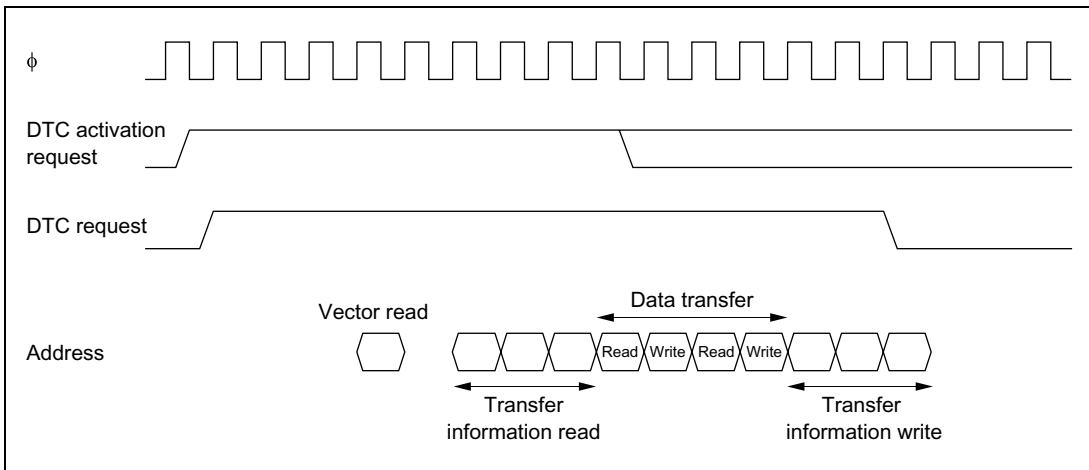 ϕ
DTC activation
request
DTC request
Vector read
Data transfer
Address
Read Write Read Write
Transfer
information read
Transfer
information write